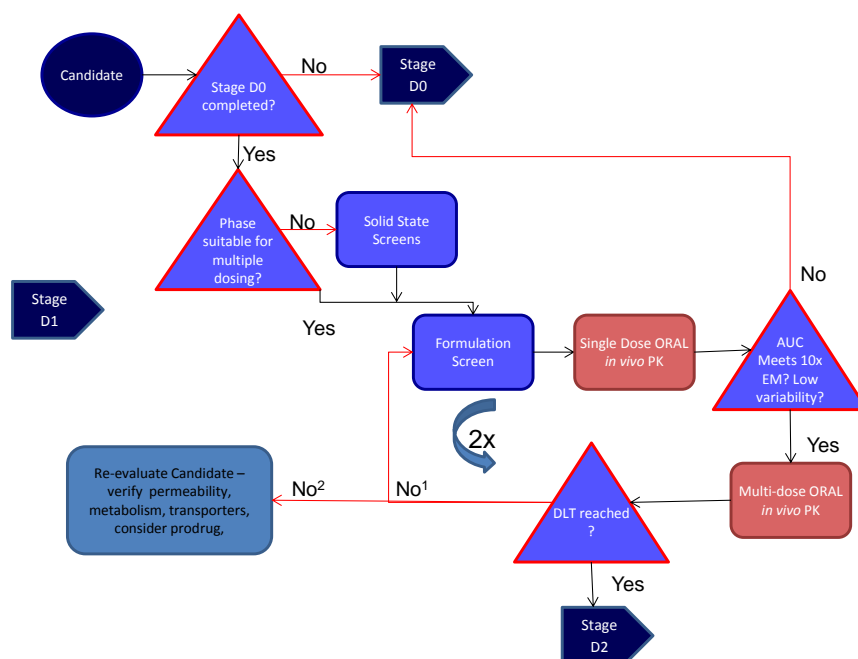 Candidate
Stage D0
completed?
No
Stage
D0
Yes
Phase
suitable for
multiple
dosing?
No
Solid State
Screens
Stage
D1
Yes
Formulation
Screen
Single Dose ORAL
in vivo PK
AUC
Meets 10x
EM? Low
variability?
No
Yes
2x
Re-evaluate Candidate –
verify permeability,
metabolism, transporters,
consider prodrug,
No²
No¹
DLT reached
?
Multi-dose ORAL
in vivo PK
Yes
Stage
D2